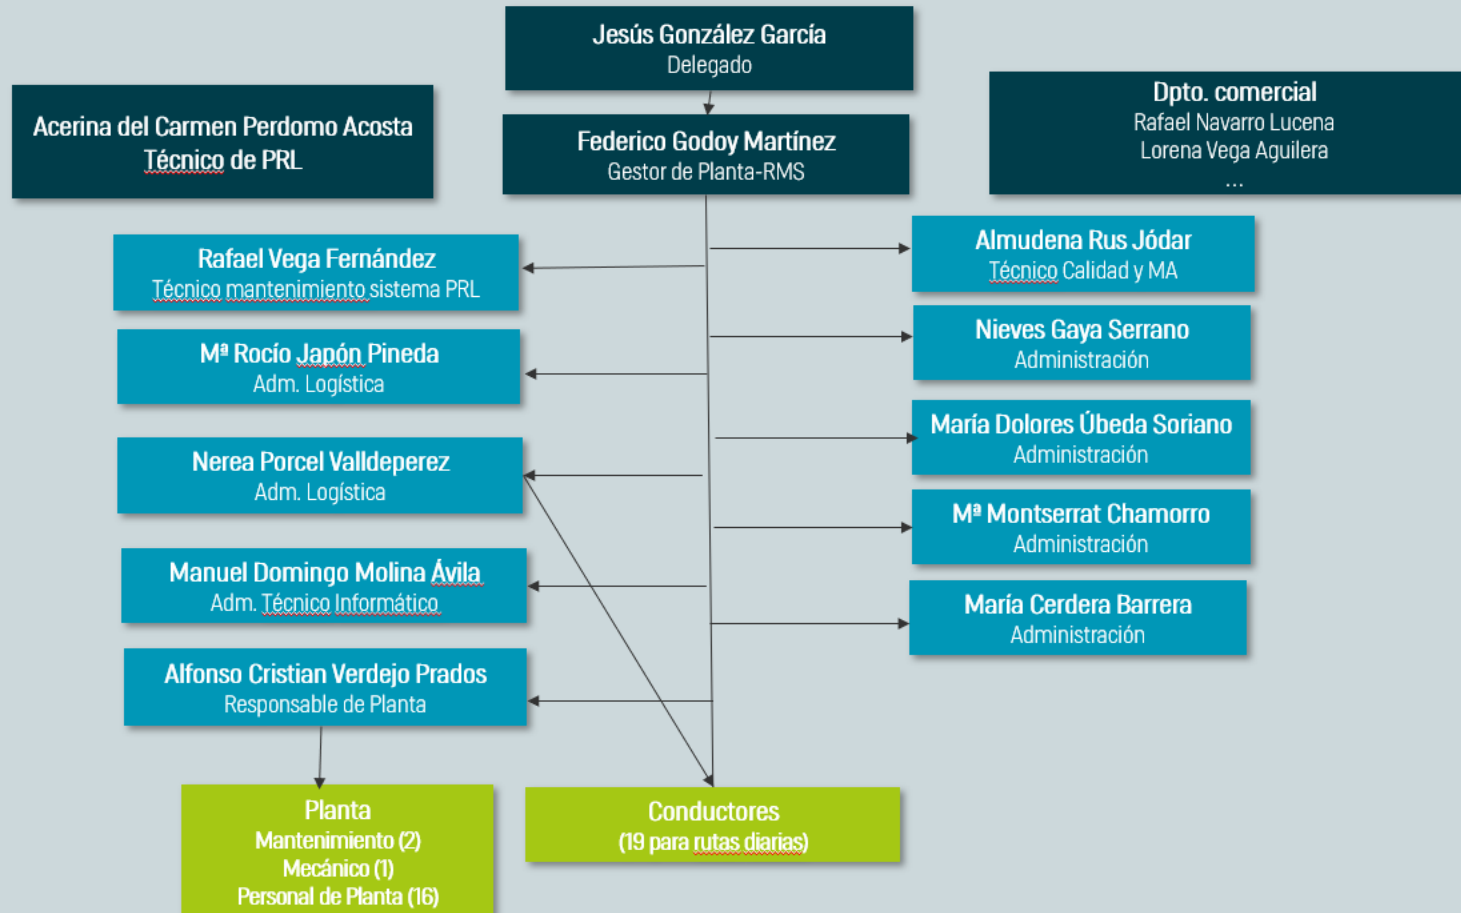 Jesús González García
Delegado
Acerina del Carmen Perdomo Acosta
Técnico de PRL
Federico Godoy Martínez
Gestor de Planta-RMS
Dpto. comercial
Rafael Navarro Lucena
Lorena Vega Aguilera
...
Rafael Vega Fernández
Técnico mantenimiento sistema PRL
Mª Rocío Japón Pineda
Adm. Logística
Nerea Porcel Valldeperez
Adm. Logística
Manuel Domingo Molina Ávila
Adm. Técnico Informático
Alfonso Cristian Verdejo Prados
Responsable de Planta
Almudena Rus Jódar
Técnico Calidad y MA
Nieves Gaya Serrano
Administración
María Dolores Úbeda Soriano
Administración
Mª Montserrat Chamorro
Administración
María Cerdera Barrera
Administración
Planta
Mantenimiento (2)
Mecánico (1)
Personal de Planta (16)
Conductores
(19 para rutas diarias)